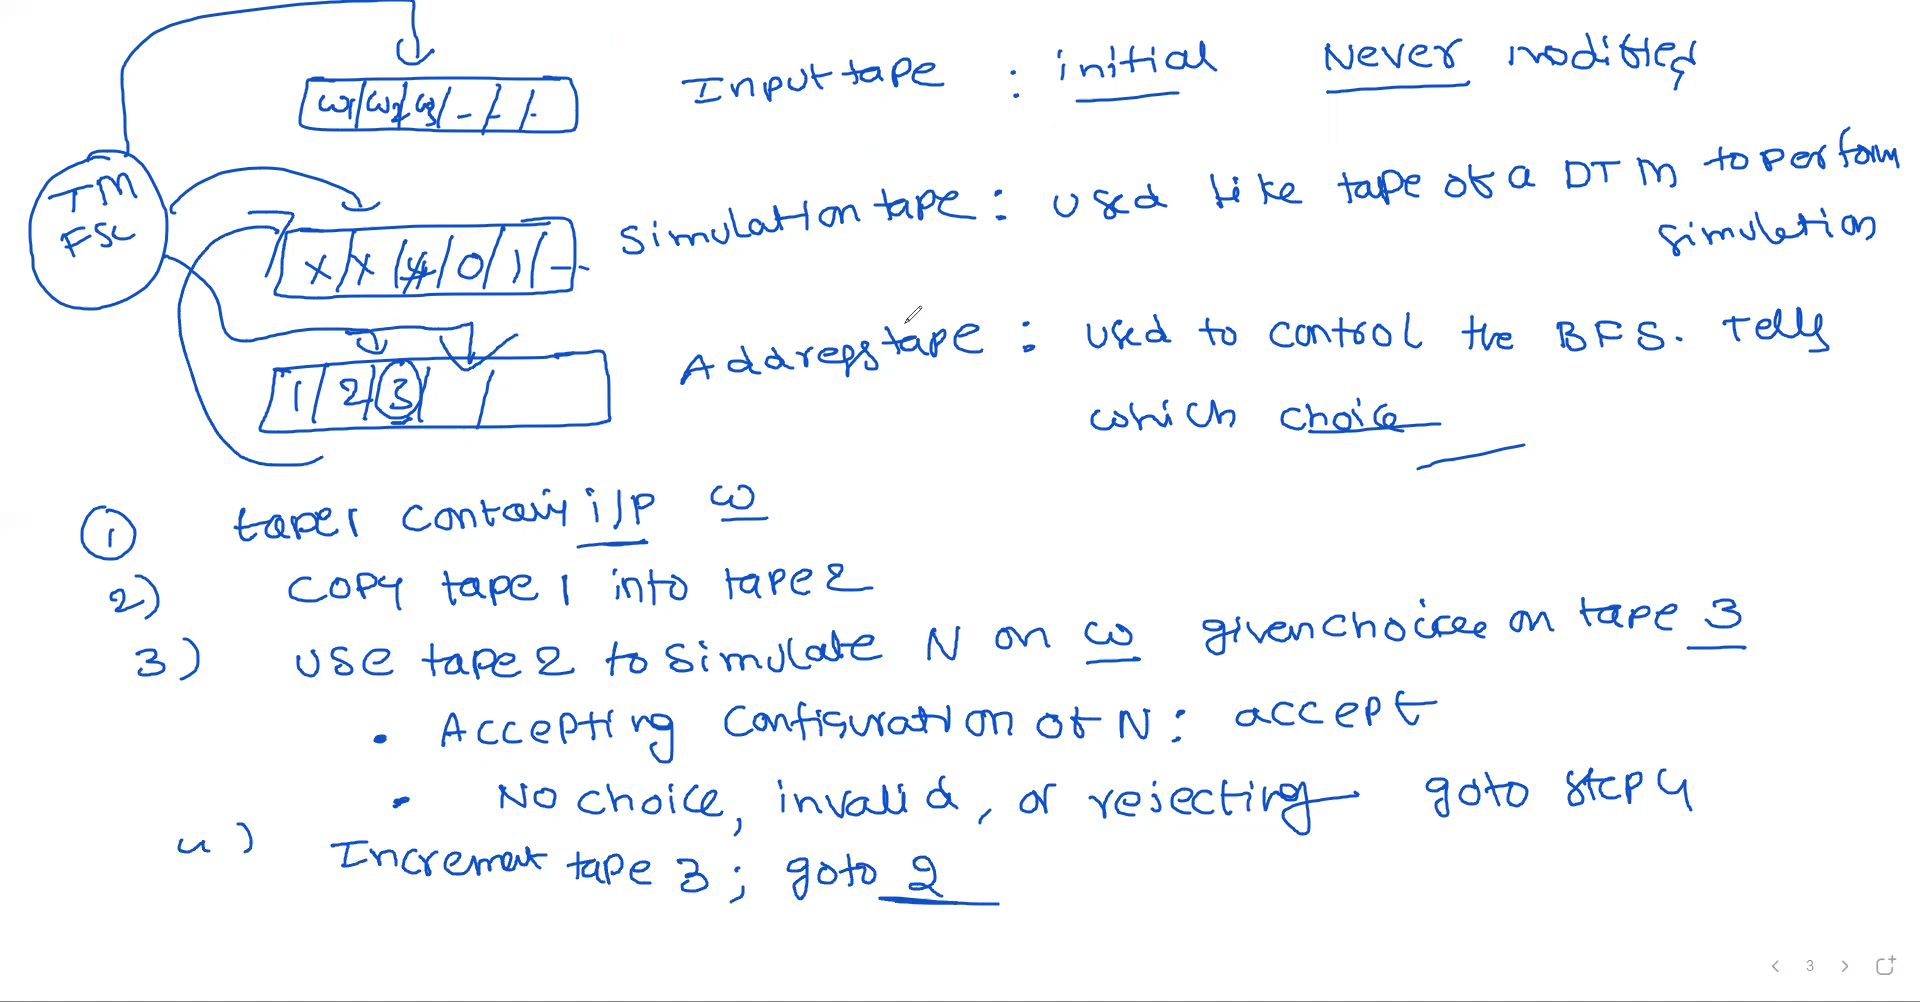 TM
FSC
w1 w2 w3 - - -
Input tape : initial Never modified
x x # 0 1 - -
Simulation tape : used like tape of a DTM to perform
simulation
1 2 3
Address tape : used to control the BFS. Tells
which choice
1 tape1 contain i/p ω
2) copy tape 1 into tape 2
3) use tape 2 to simulate N on ω given choices on tape 3
• Accepting Configuration of N : accept
• No choice, invalid, or rejecting goto step 4
4) Increment tape 3 ; goto 2
3